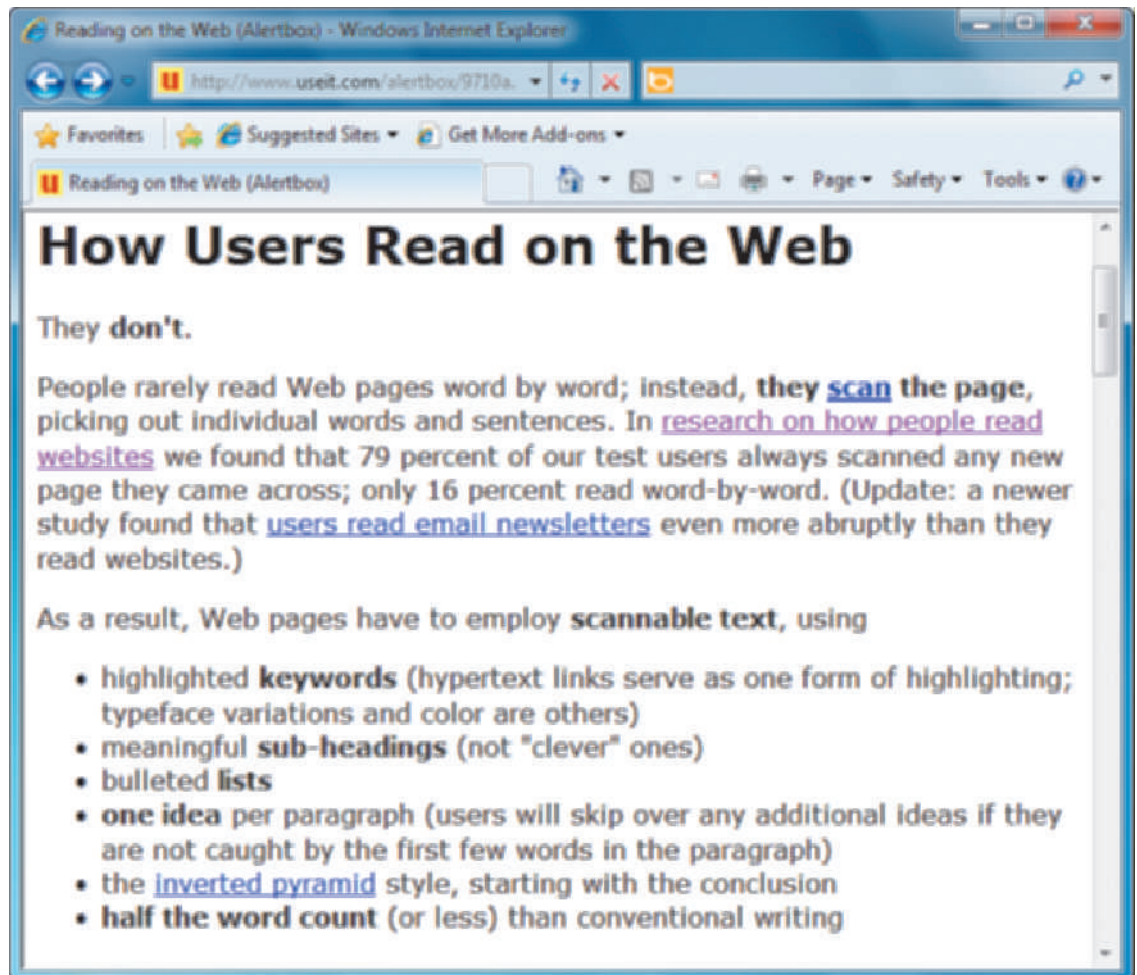 Reading on the Web (Alertbox) - Windows Internet Explorer
http://www.useit.com/alertbox/9710a.
Favorites Suggested Sites Get More Add-ons
Reading on the Web (Alertbox) Page Safety Tools
How Users Read on the Web
They don't.
People rarely read Web pages word by word; instead, they scan the page,
picking out individual words and sentences. In research on how people read
websites we found that 79 percent of our test users always scanned any new
page they came across; only 16 percent read word-by-word. (Update: a newer
study found that users read email newsletters even more abruptly than they
read websites.)
As a result, Web pages have to employ scannable text, using
• highlighted keywords (hypertext links serve as one form of highlighting;
typeface variations and color are others)
• meaningful sub-headings (not "clever" ones)
• bulleted lists
• one idea per paragraph (users will skip over any additional ideas if they
are not caught by the first few words in the paragraph)
• the inverted pyramid style, starting with the conclusion
• half the word count (or less) than conventional writing